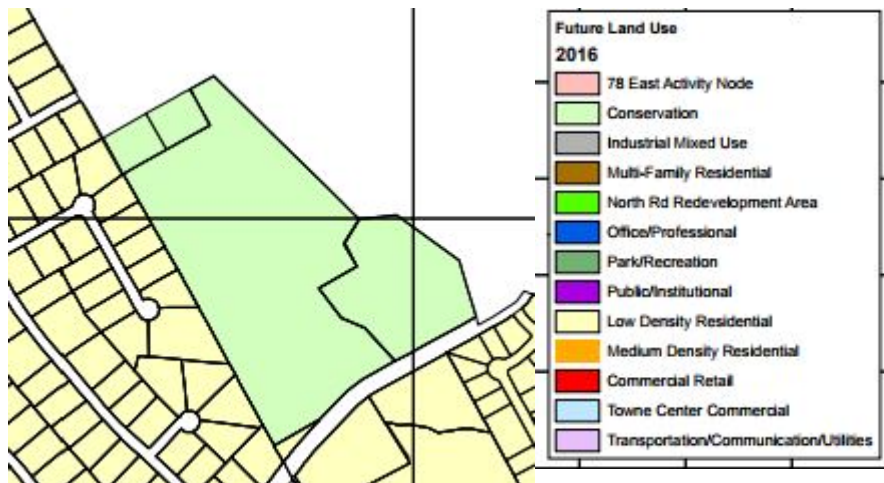 Future Land Use
2016
78 East Activity Node
Conservation
Industrial Mixed Use
Multi-Family Residential
North Rd Redevelopment Area
Office/Professional
Park/Recreation
Public/Institutional
Low Density Residential
Medium Density Residential
Commercial Retail
Towne Center Commercial
Transportation/Communication/Utilities